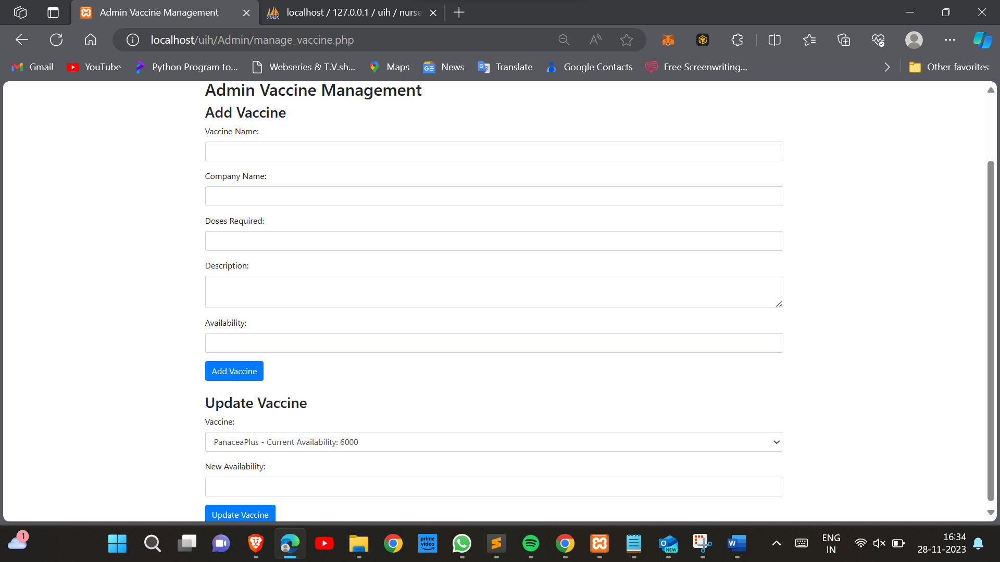 Admin Vaccine Management
localhost / 127.0.0.1 / uih / nurse
localhost/uih/Admin/manage_vaccine.php
Gmail
YouTube
Python Program to...
Webseries & T.V.sh...
Maps
News
Translate
Google Contacts
Free Screenwriting...
Other favorites
Admin Vaccine Management
Add Vaccine
Vaccine Name:
Company Name:
Doses Required:
Description:
Availability:
Add Vaccine
Update Vaccine
Vaccine:
PanaceaPlus - Current Availability: 6000
New Availability:
Update Vaccine
1
prime video
NEW
ENG
IN
16:34
28-11-2023